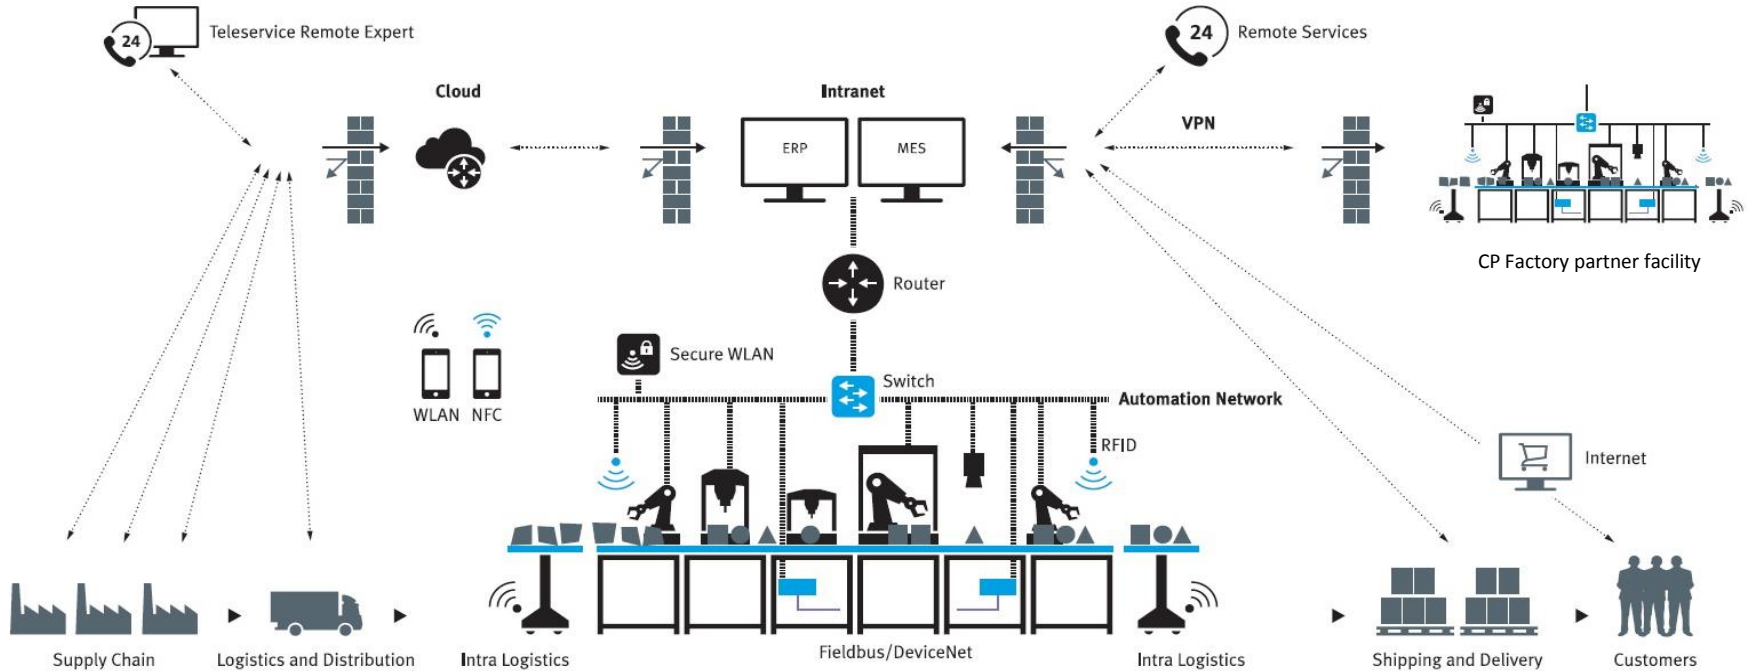 24
Teleservice Remote Expert
24
Remote Services
Cloud
Intranet
VPN
ERP
MES
CP Factory partner facility
Router
Secure WLAN
Switch
WLAN
NFC
Automation Network
RFID
Internet
Supply Chain
Logistics and Distribution
Intra Logistics
Fieldbus/DeviceNet
Intra Logistics
Shipping and Delivery
Customers